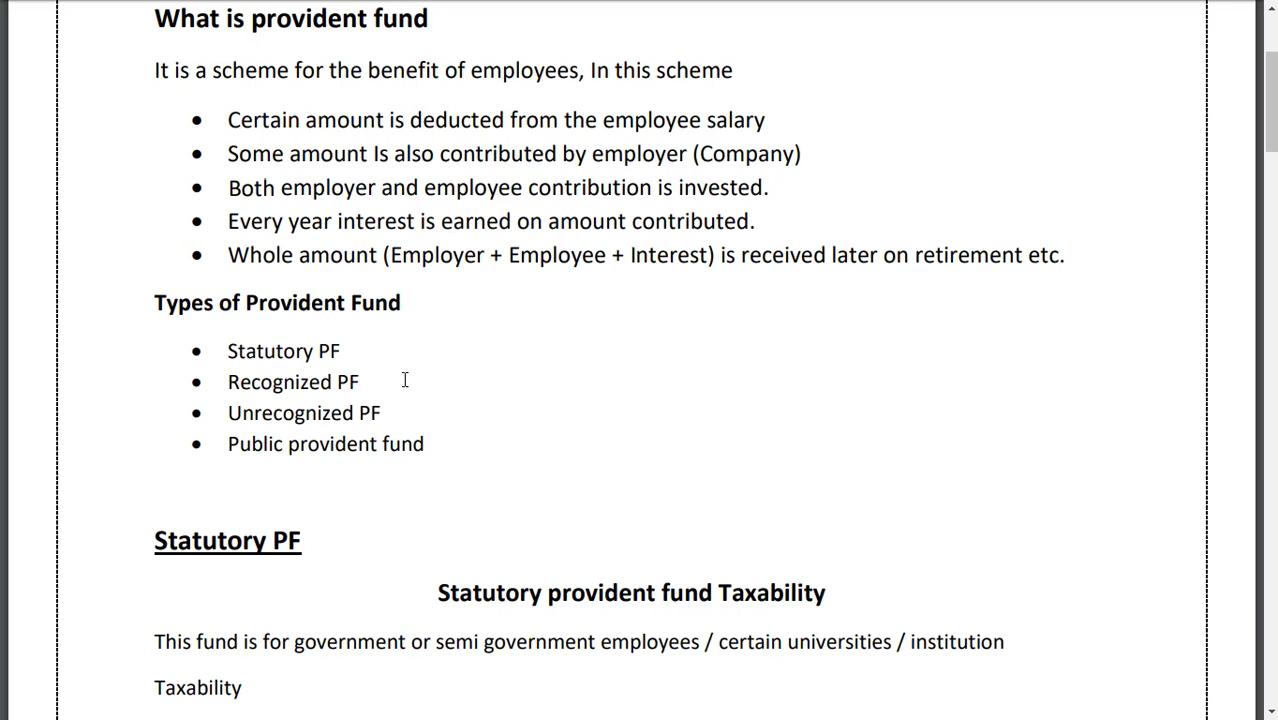 What is provident fund
It is a scheme for the benefit of employees, In this scheme
• Certain amount is deducted from the employee salary
• Some amount Is also contributed by employer (Company)
• Both employer and employee contribution is invested.
• Every year interest is earned on amount contributed.
• Whole amount (Employer + Employee + Interest) is received later on retirement etc.
Types of Provident Fund
• Statutory PF
• Recognized PF
• Unrecognized PF
• Public provident fund
Statutory PF
Statutory provident fund Taxability
This fund is for government or semi government employees / certain universities / institution
Taxability